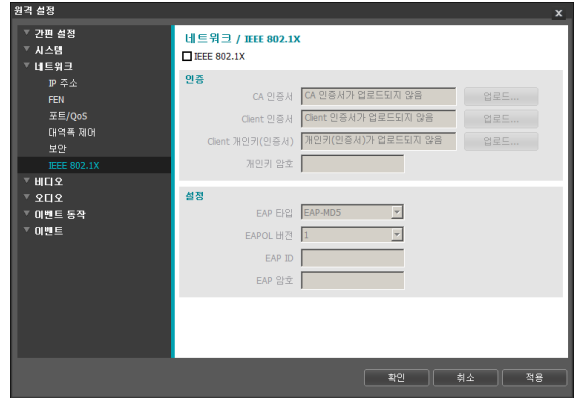 원격 설정
x
간편 설정
시스템
네트워크
IP 주소
FEN
포트/QoS
대역폭 제어
보안
IEEE 802.1X
비디오
오디오
이벤트 동작
이벤트
네트워크 / IEEE 802.1X
IEEE 802.1X
인증
CA 인증서 CA 인증서가 업로드되지 않음 업로드...
Client 인증서 Client 인증서가 업로드되지 않음 업로드...
Client 개인키(인증서) 개인키(인증서)가 업로드되지 않음 업로드...
개인키 암호
설정
EAP 타입 EAP-MD5
EAPOL 버전 1
EAP ID
EAP 암호
확인 취소 적용